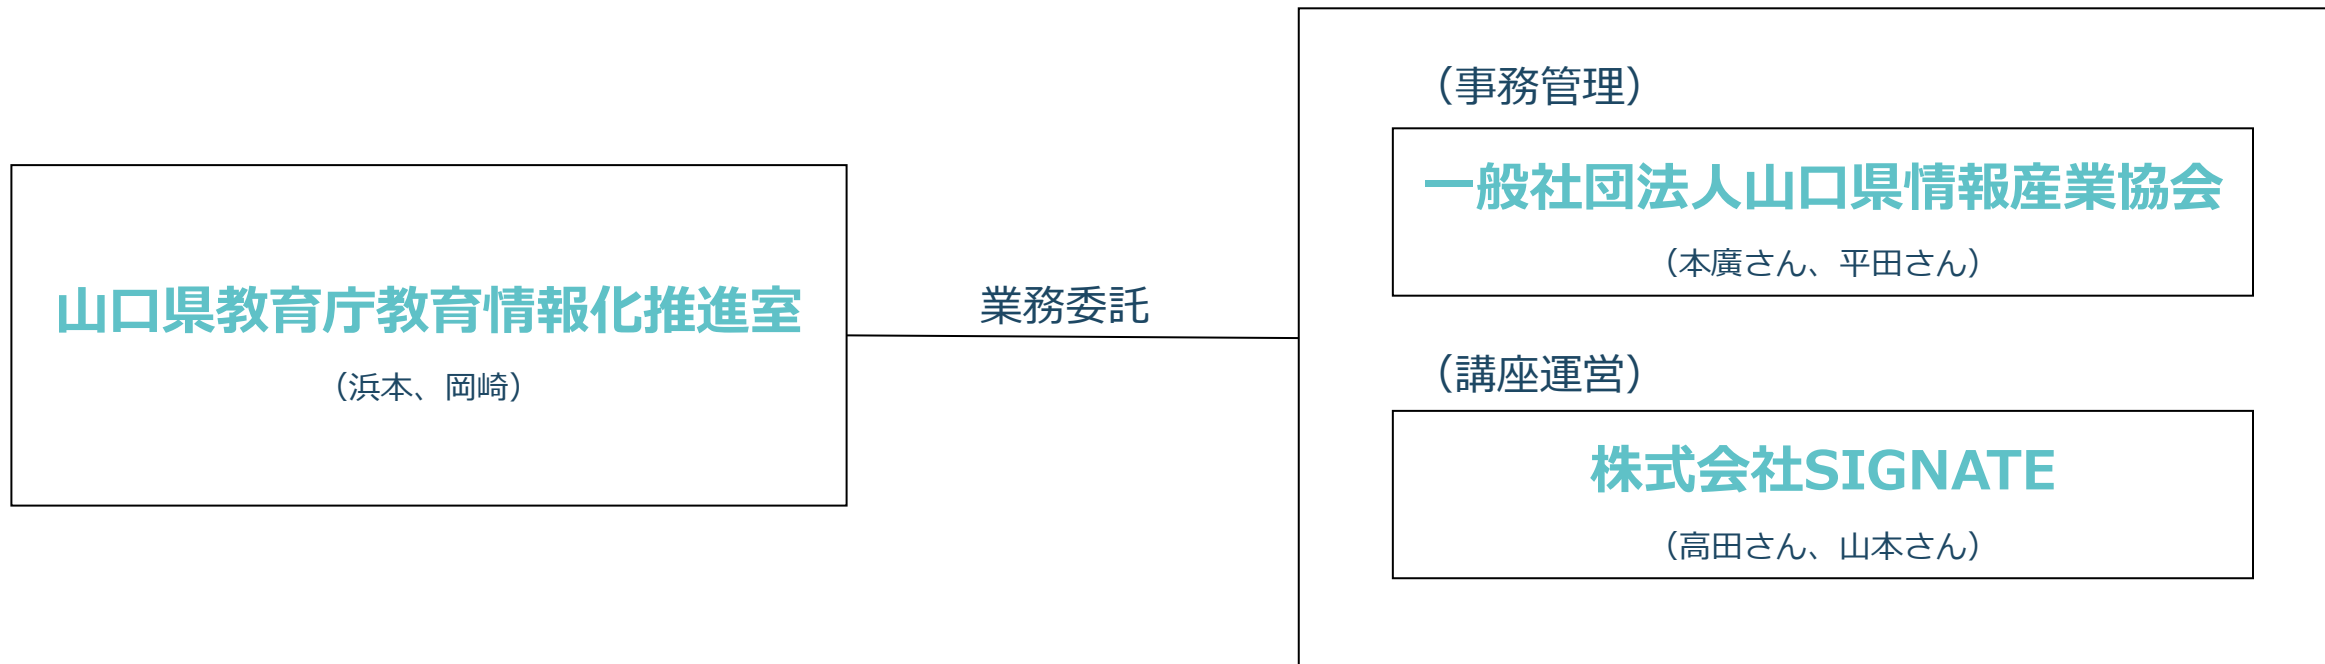 山口県教育庁教育情報化推進室
（浜本、岡崎）
業務委託
（事務管理）
一般社団法人山口県情報産業協会
（本廣さん、平田さん）
（講座運営）
株式会社SIGNATE
（高田さん、山本さん）